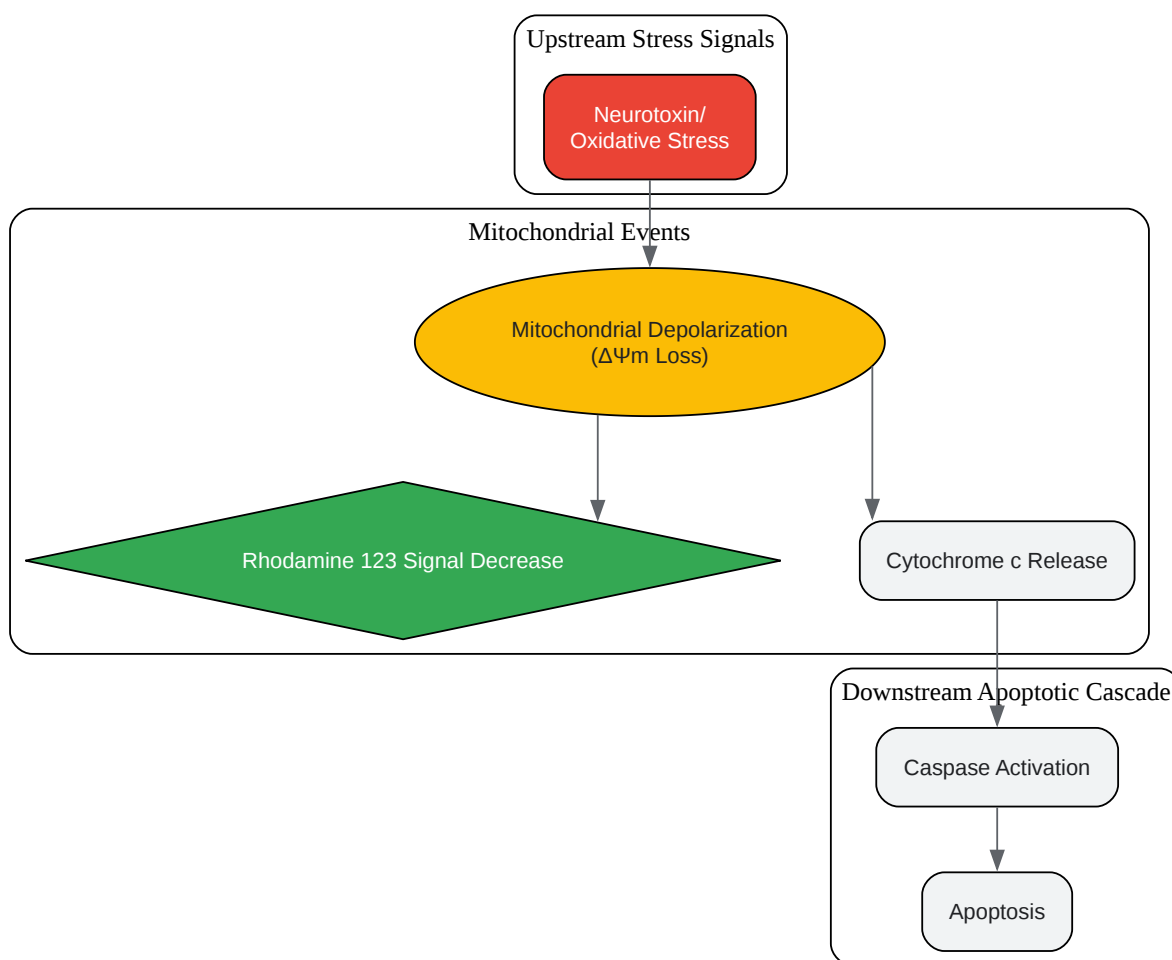 Upstream Stress Signals
Neurotoxin/
Oxidative Stress
Mitochondrial Events
Mitochondrial Depolarization
(ΔΨm Loss)
Rhodamine 123 Signal Decrease
Cytochrome c Release
Downstream Apoptotic Cascade
Caspase Activation
Apoptosis